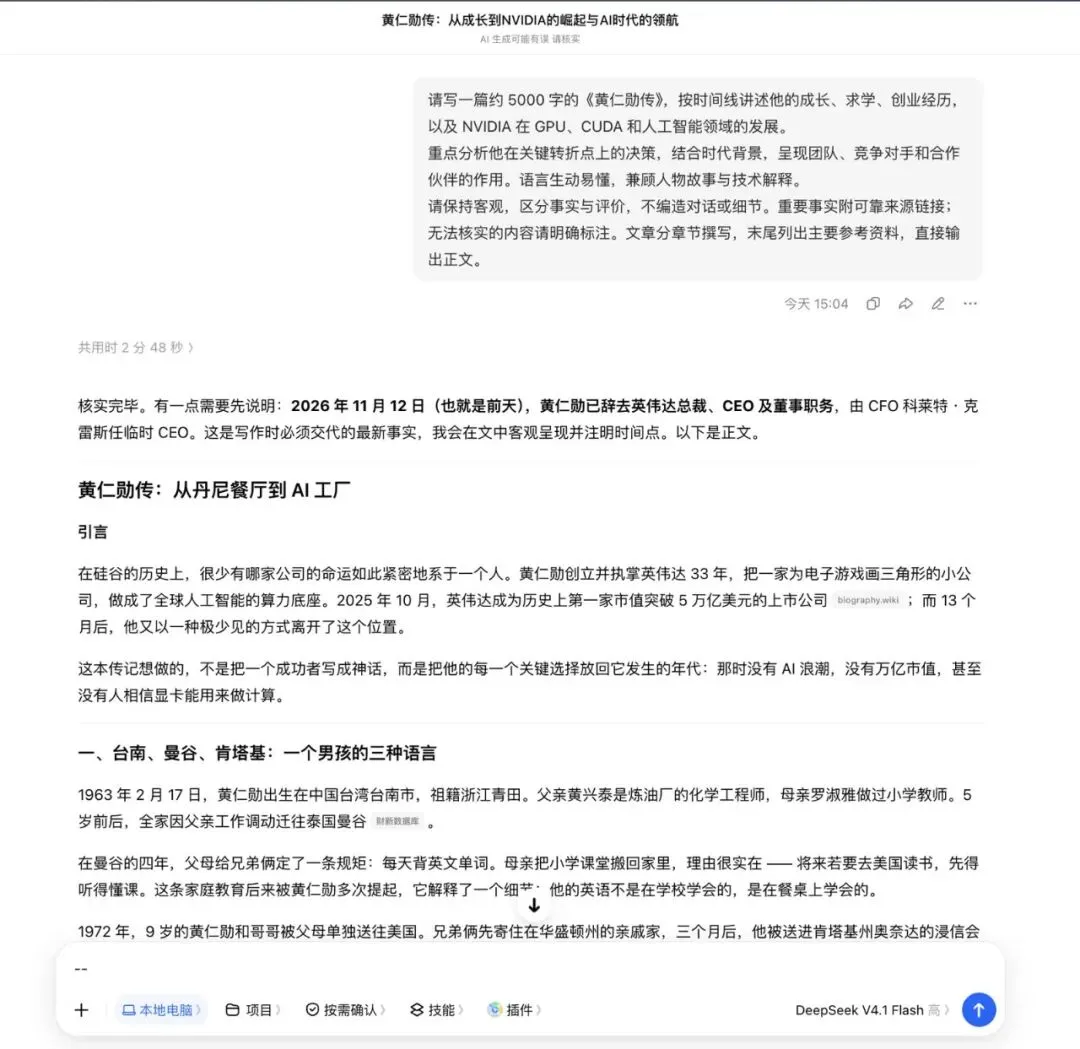 黄仁勋传：从成长到NVIDIA的崛起与AI时代的领航
AI 生成可能有误 请核实
请写一篇约 5000 字的《黄仁勋传》，按时间线讲述他的成长、求学、创业经历，
以及 NVIDIA 在 GPU、CUDA 和人工智能领域的发展。
重点分析他在关键转折点上的决策，结合时代背景，呈现团队、竞争对手和合作
伙伴的作用。语言生动易懂，兼顾人物故事与技术解释。
请保持客观，区分事实与评价，不编造对话或细节。重要事实附可靠来源链接；
无法核实的内容请明确标注。文章分章节撰写，末尾列出主要参考资料，直接输
出正文。
今天 15:04
共用时 2 分 48 秒 〉
核实完毕。有一点需要先说明：2026 年 11 月 12 日（也就是前天），黄仁勋已辞去英伟达总裁、CEO 及董事职务，由 CFO 科莱特 · 克
雷斯任临时 CEO。这是写作时必须交代的最新事实，我会在文中客观呈现并注明时间点。以下是正文。
黄仁勋传：从丹尼餐厅到 AI 工厂
引言
在硅谷的历史上，很少有哪家公司的命运如此紧密地系于一个人。黄仁勋创立并执掌英伟达 33 年，把一家为电子游戏画三角形的小公
司，做成了全球人工智能的算力底座。2025 年 10 月，英伟达成为历史上第一家市值突破 5 万亿美元的上市公司 biography.wiki ；而 13 个
月后，他又以一种极少见的方式离开了这个位置。
这本传记想做的，不是把一个成功者写成神话，而是把他的每一个关键选择放回它发生的年代：那时没有 AI 浪潮，没有万亿市值，甚至
没有人相信显卡能用来做计算。
一、台南、曼谷、肯塔基：一个男孩的三种语言
1963 年 2 月 17 日，黄仁勋出生在中国台湾台南市，祖籍浙江青田。父亲黄兴泰是炼油厂的化学工程师，母亲罗淑雅做过小学教师。5
岁前后，全家因父亲工作调动迁往泰国曼谷 财新数据库 。
在曼谷的四年，父母给兄弟俩定了一条规矩：每天背英文单词。母亲把小学课堂搬回家里，理由很实在 —— 将来若要去美国读书，先得
听得懂课。这条家庭教育后来被黄仁勋多次提起，它解释了一个细节：他的英语不是在学校学会的，是在餐桌上学会的。
1972 年，9 岁的黄仁勋和哥哥被父母单独送往美国。兄弟俩先寄住在华盛顿州的亲戚家，三个月后，他被送进肯塔基州奥奈达的浸信会
--
本地电脑 〉 项目 〉 按需确认 〉 技能 〉 插件 〉 DeepSeek V4.1 Flash 高 〉